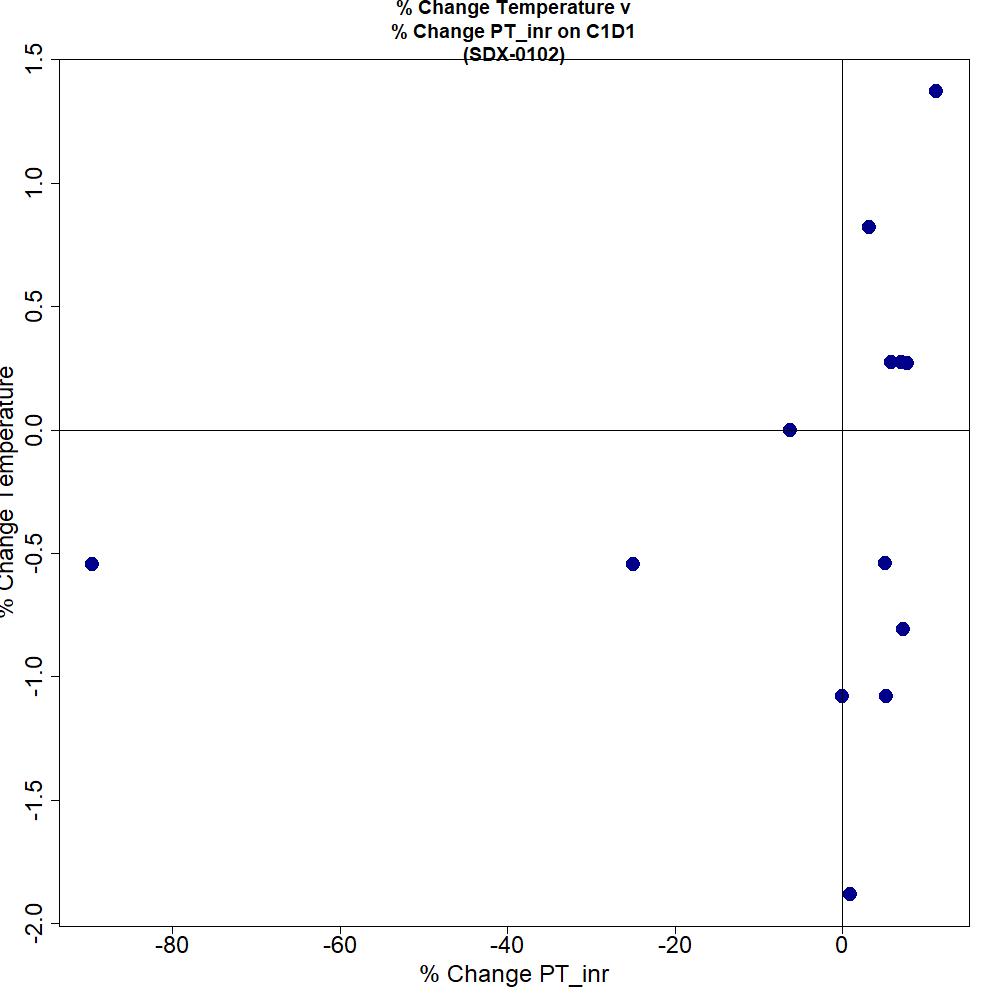 % Change Temperature v
% Change PT_inr on C1D1
(SDX-0102)
1.5
1.0
0.5
0.0
-0.5
-1.0
-1.5
-2.0
% Change Temperature
-80
-60
-40
-20
0
% Change PT_inr